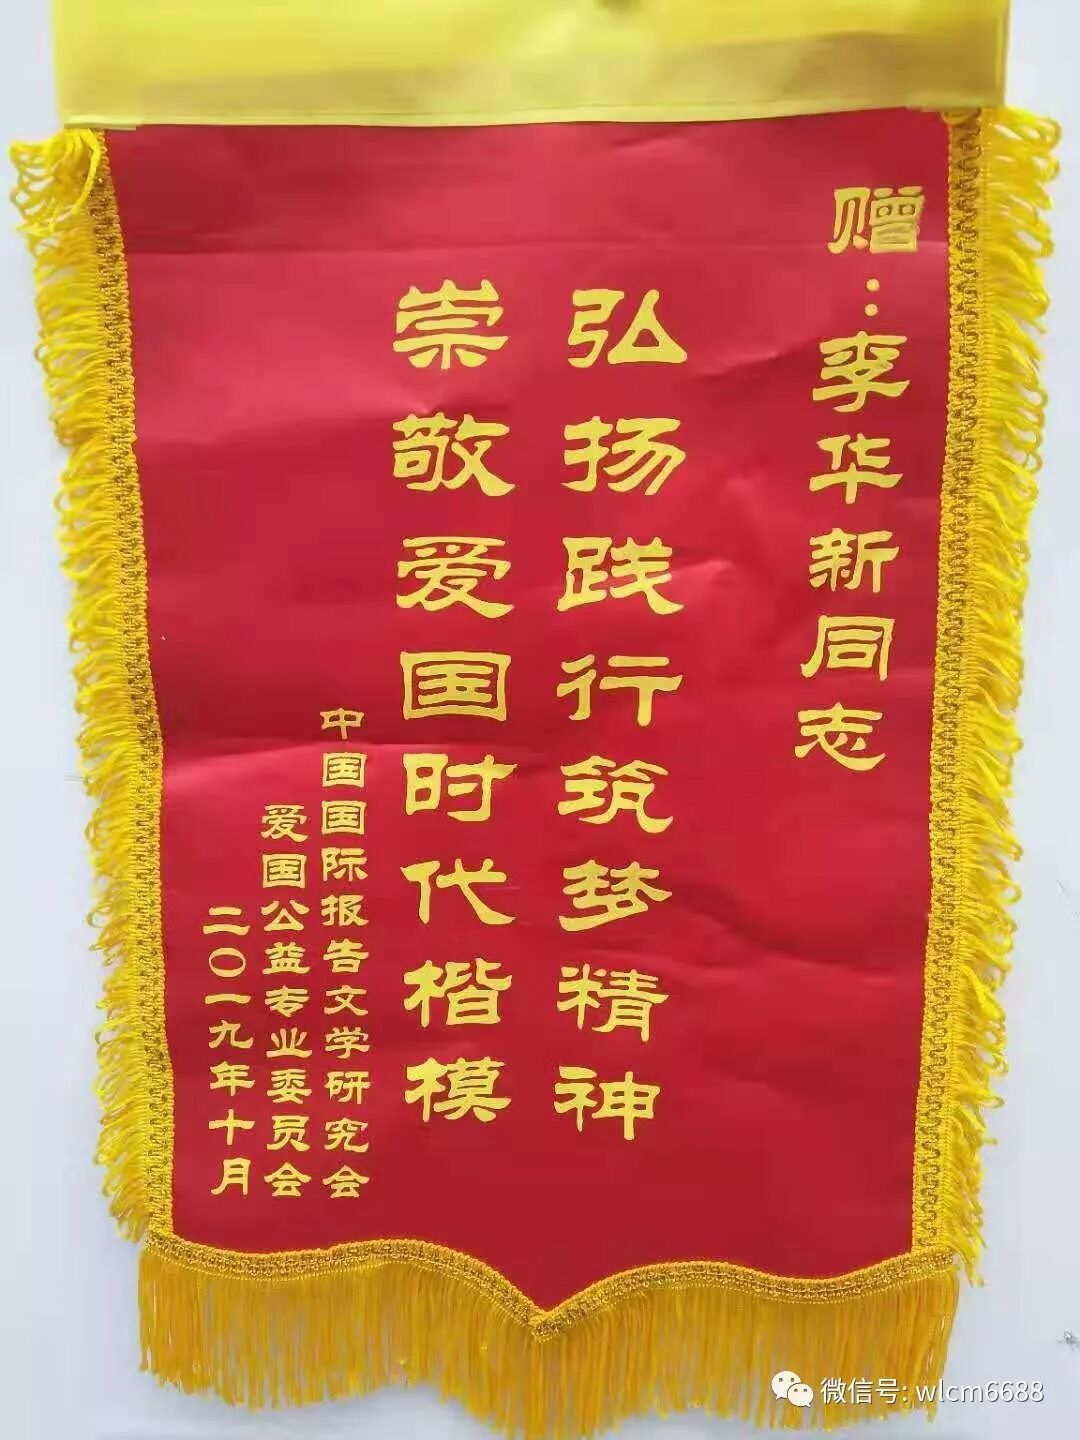 赠:李华新同志
弘扬践行筑梦精神
崇敬爱国时代楷模
中国国际报告文学研究会
爱国公益专业委员会
二〇一九年十月
微信号: wlcm6688